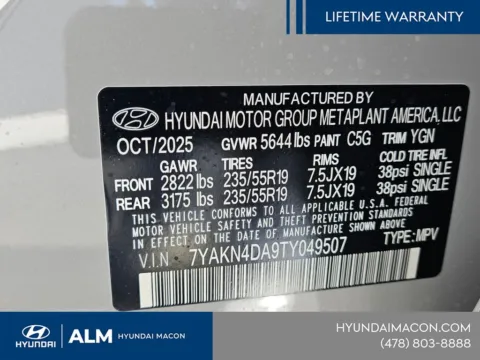 LIFETIME WARRANTY
MANUFACTURED BY
HYUNDAI MOTOR GROUP METAPLANT AMERICA, LLC
OCT/2025 GVWR 5644 lbs PAINT C5G TRIM YGN
GAWR TIRES RIMS COLD TIRE INFL.
FRONT 2822 lbs 235/55R19 7.5JX19 38psi SINGLE
REAR 3175 lbs 235/55R19 7.5JX19 38psi SINGLE
THIS VEHICLE CONFORMS TO ALL APPLICABLE U.S.A. FEDERAL
MOTOR VEHICLE SAFETY, BUMPER, AND THEFT PREVENTION STANDARDS
IN EFFECT ON THE DATE OF MANUFACTURE SHOWN ABOVE.
V.I.N 7YAKN4DA9TY049507 TYPE: MPV
HYUNDAI ALM HYUNDAI MACON
HYUNDAIMACON.COM
(478) 803-8888